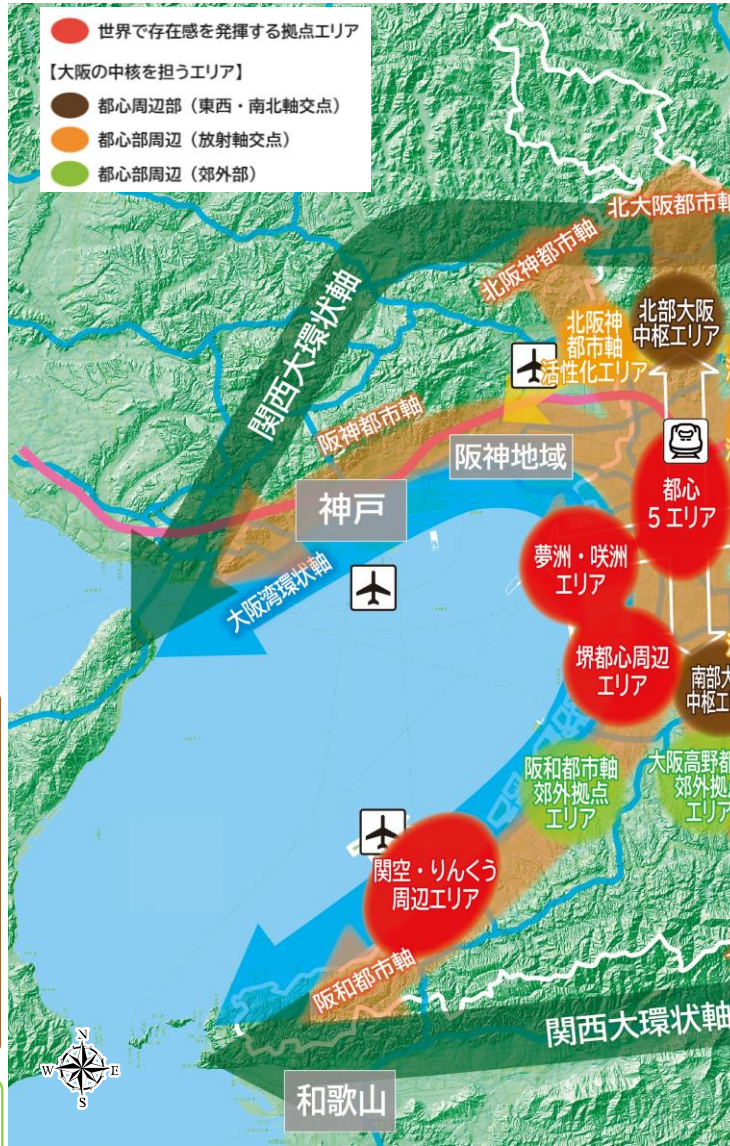 世界で存在感を発揮する拠点エリア
【大阪の中核を担うエリア】
都心周辺部（東西・南北軸交点）
都心部周辺（放射軸交点）
都心部周辺（郊外部）
北大阪都市軸
北阪神都市軸
関西大環状軸
北部大阪
中枢エリア
北阪神
都市軸
活性化エリア
阪神都市軸
阪神地域
都心
５エリア
神戸
夢洲・咲洲
エリア
大阪湾環状軸
堺都心周辺
エリア
南部大
中枢エ
阪和都市軸
郊外拠点
エリア
大阪高野都
郊外拠
エリア
関空・りんくう
周辺エリア
阪和都市軸
関西大環状軸
和歌山
N
W
E
S